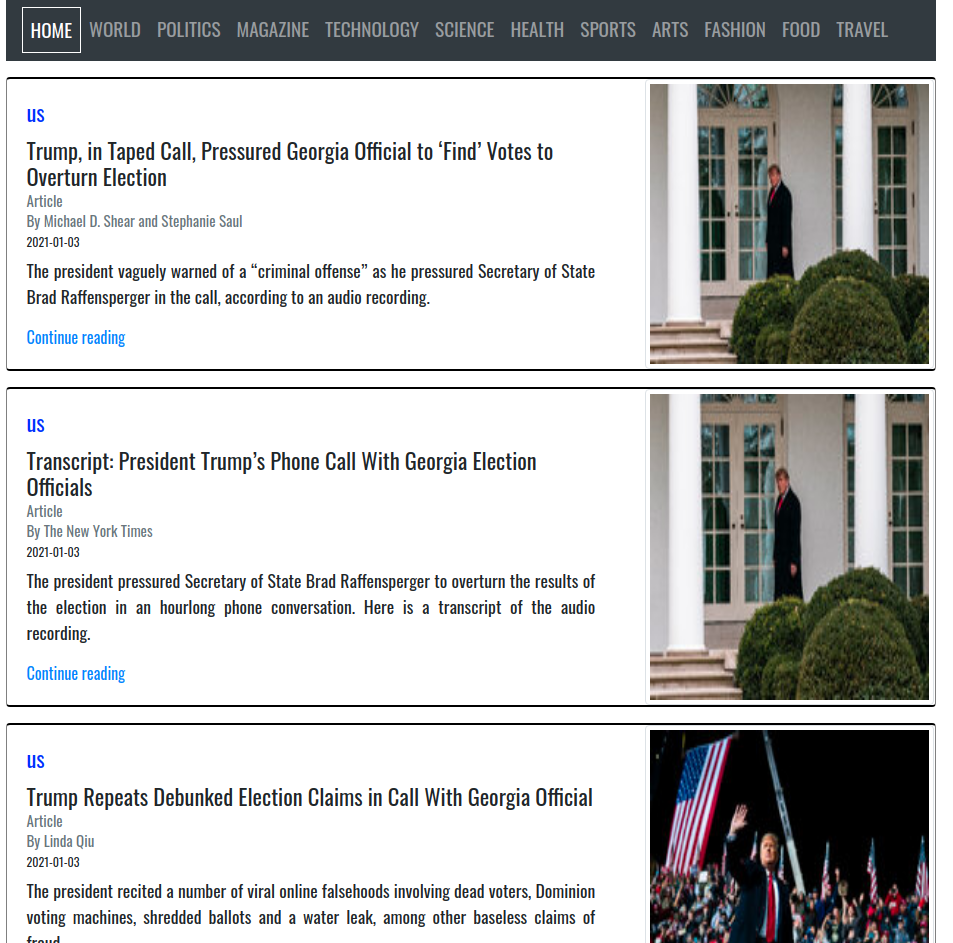 HOME WORLD POLITICS MAGAZINE TECHNOLOGY SCIENCE HEALTH SPORTS ARTS FASHION FOOD TRAVEL
us
Trump, in Taped Call, Pressured Georgia Official to ‘Find’ Votes to
Overturn Election
Article
By Michael D. Shear and Stephanie Saul
2021-01-03
The president vaguely warned of a “criminal offense” as he pressured Secretary of State
Brad Raffensperger in the call, according to an audio recording.
Continue reading
us
Transcript: President Trump’s Phone Call With Georgia Election
Officials
Article
By The New York Times
2021-01-03
The president pressured Secretary of State Brad Raffensperger to overturn the results of
the election in an hourlong phone conversation. Here is a transcript of the audio
recording.
Continue reading
us
Trump Repeats Debunked Election Claims in Call With Georgia Official
Article
By Linda Qiu
2021-01-03
The president recited a number of viral online falsehoods involving dead voters, Dominion
voting machines, shredded ballots and a water leak, among other baseless claims of
fraud